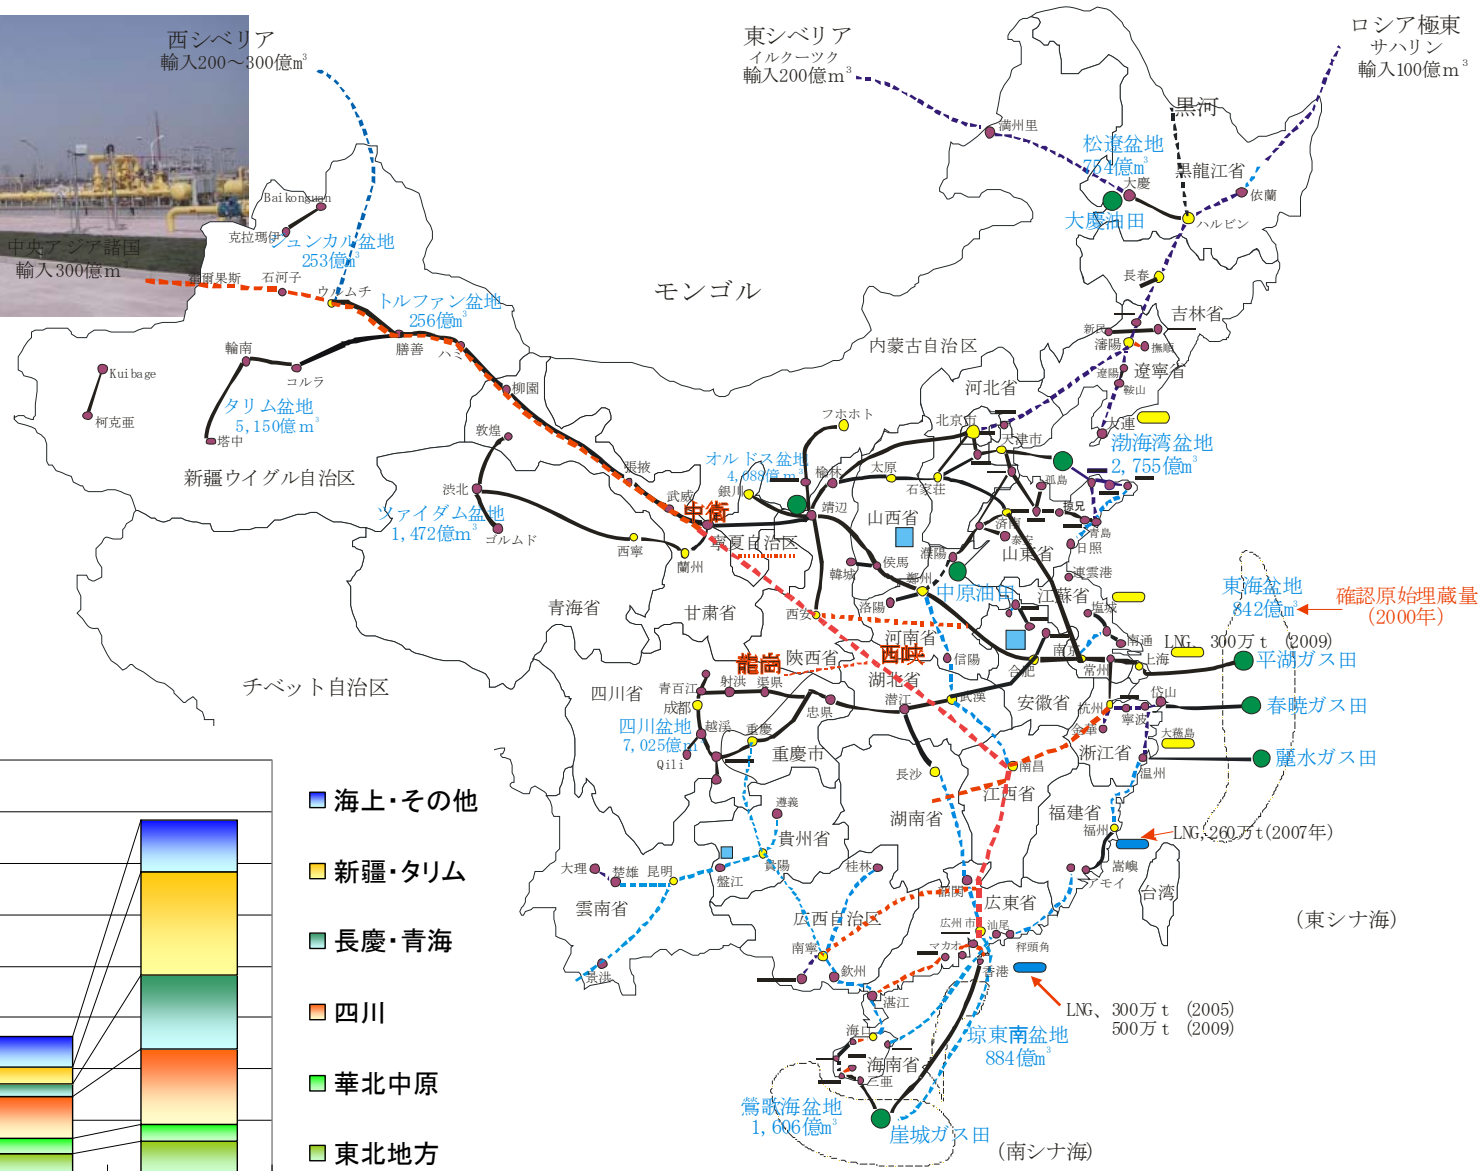 西シベリア
輸入200～300億m³
東シベリア
イルクーツク
輸入200億m³
ロシア極東
サハリン
輸入100億m³
黒河
満州里
松遼盆地
754億m³
黒龍江省
大慶
依蘭
大慶油田
ハルビン
Baikonguan
克拉瑪伊
ジュンガル盆地
253億m³
中央アジア諸国
輸入300億m³
霍爾果斯
石河子
ウルムチ
トルファン盆地
256億m³
モンゴル
長春
吉林省
新民
瀋陽
撫順
膳善
ハミ
内蒙古自治区
遼陽
遼寧省
鞍山
輪南
コルラ
Kuibage
柯克亜
タリム盆地
5,150億m³
塔中
柳園
河北省
フホホト
北京市
天津市
大連
渤海湾盆地
2,755億m³
敦煌
新疆ウイグル自治区
張掖
オルドス盆地
4,088億m³
楡林
太原
石家荘
孤島
渋北
武威
銀川
中衛
靖辺
山西省
済南
青島
ツァイダム盆地
1,472億m³
ゴルムド
寧夏自治区
泰安
山東省
日照
西寧
蘭州
韓城
侯馬
濮陽
鄭州
中原油田
連雲港
東海盆地
842億m³
確認原始埋蔵量
(2000年)
青海省
甘粛省
西安
洛陽
江蘇省
塩城
河南省
南通
LNG、300万t (2009)
龍崗
陝西省
西峡
信陽
合肥
南京
常州
上海
平湖ガス田
チベット自治区
四川省
青百江
射洪
渠県
湖北省
成都
忠県
潜江
武漢
安徽省
杭州
寧波
岱山
春暁ガス田
四川盆地
7,025億m³
越渓
重慶
金華
大穐島
Qili
重慶市
浙江省
温州
麗水ガス田
長沙
南昌
江西省
湖南省
遵義
貴州省
福建省
福州
LNG,260万t(2007年)
海上･その他
新疆･タリム
長慶･青海
四川
華北中原
東北地方
大理
楚雄
昆明
盤江
貴陽
桂林
嵩嶼
アモイ
台湾
雲南省
韶関
広東省
広西自治区
広州市
汕尾
秤頭角
(東シナ海)
南寧
マカオ
香港
景洪
欽州
湛江
LNG、300万t (2005)
500万t (2009)
海口
海南省
瓊東南盆地
884億m³
三亜
鶯歌海盆地
1,606億m³
崖城ガス田
(南シナ海)